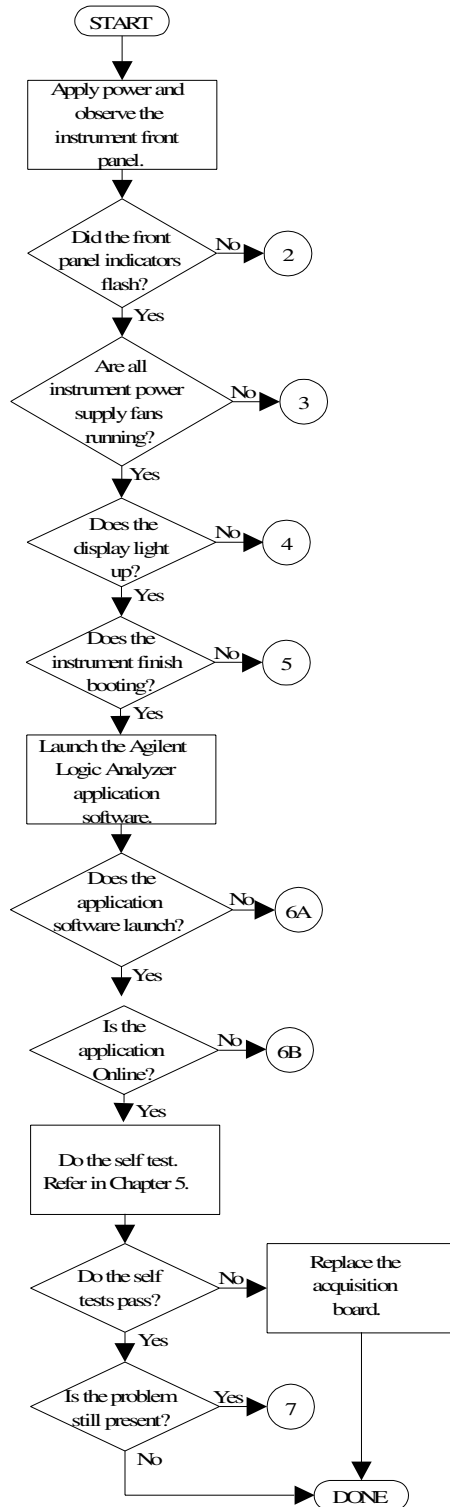 START
Apply power and
observe the
instrument front
panel.
Did the front
panel indicators
flash?
No
2
Yes
Are all
instrument power
supply fans
running?
No
3
Yes
Does the
display light
up?
No
4
Yes
Does the
instrument finish
booting?
No
5
Yes
Launch the Agilent
Logic Analyzer
application
software.
Does the
application
software launch?
No
6A
Yes
Is the
application
Online?
No
6B
Yes
Do the self test.
Refer in Chapter 5.
Do the self
tests pass?
No
Replace the
acquisition
board.
Yes
Is the problem
still present?
Yes
7
No
DONE